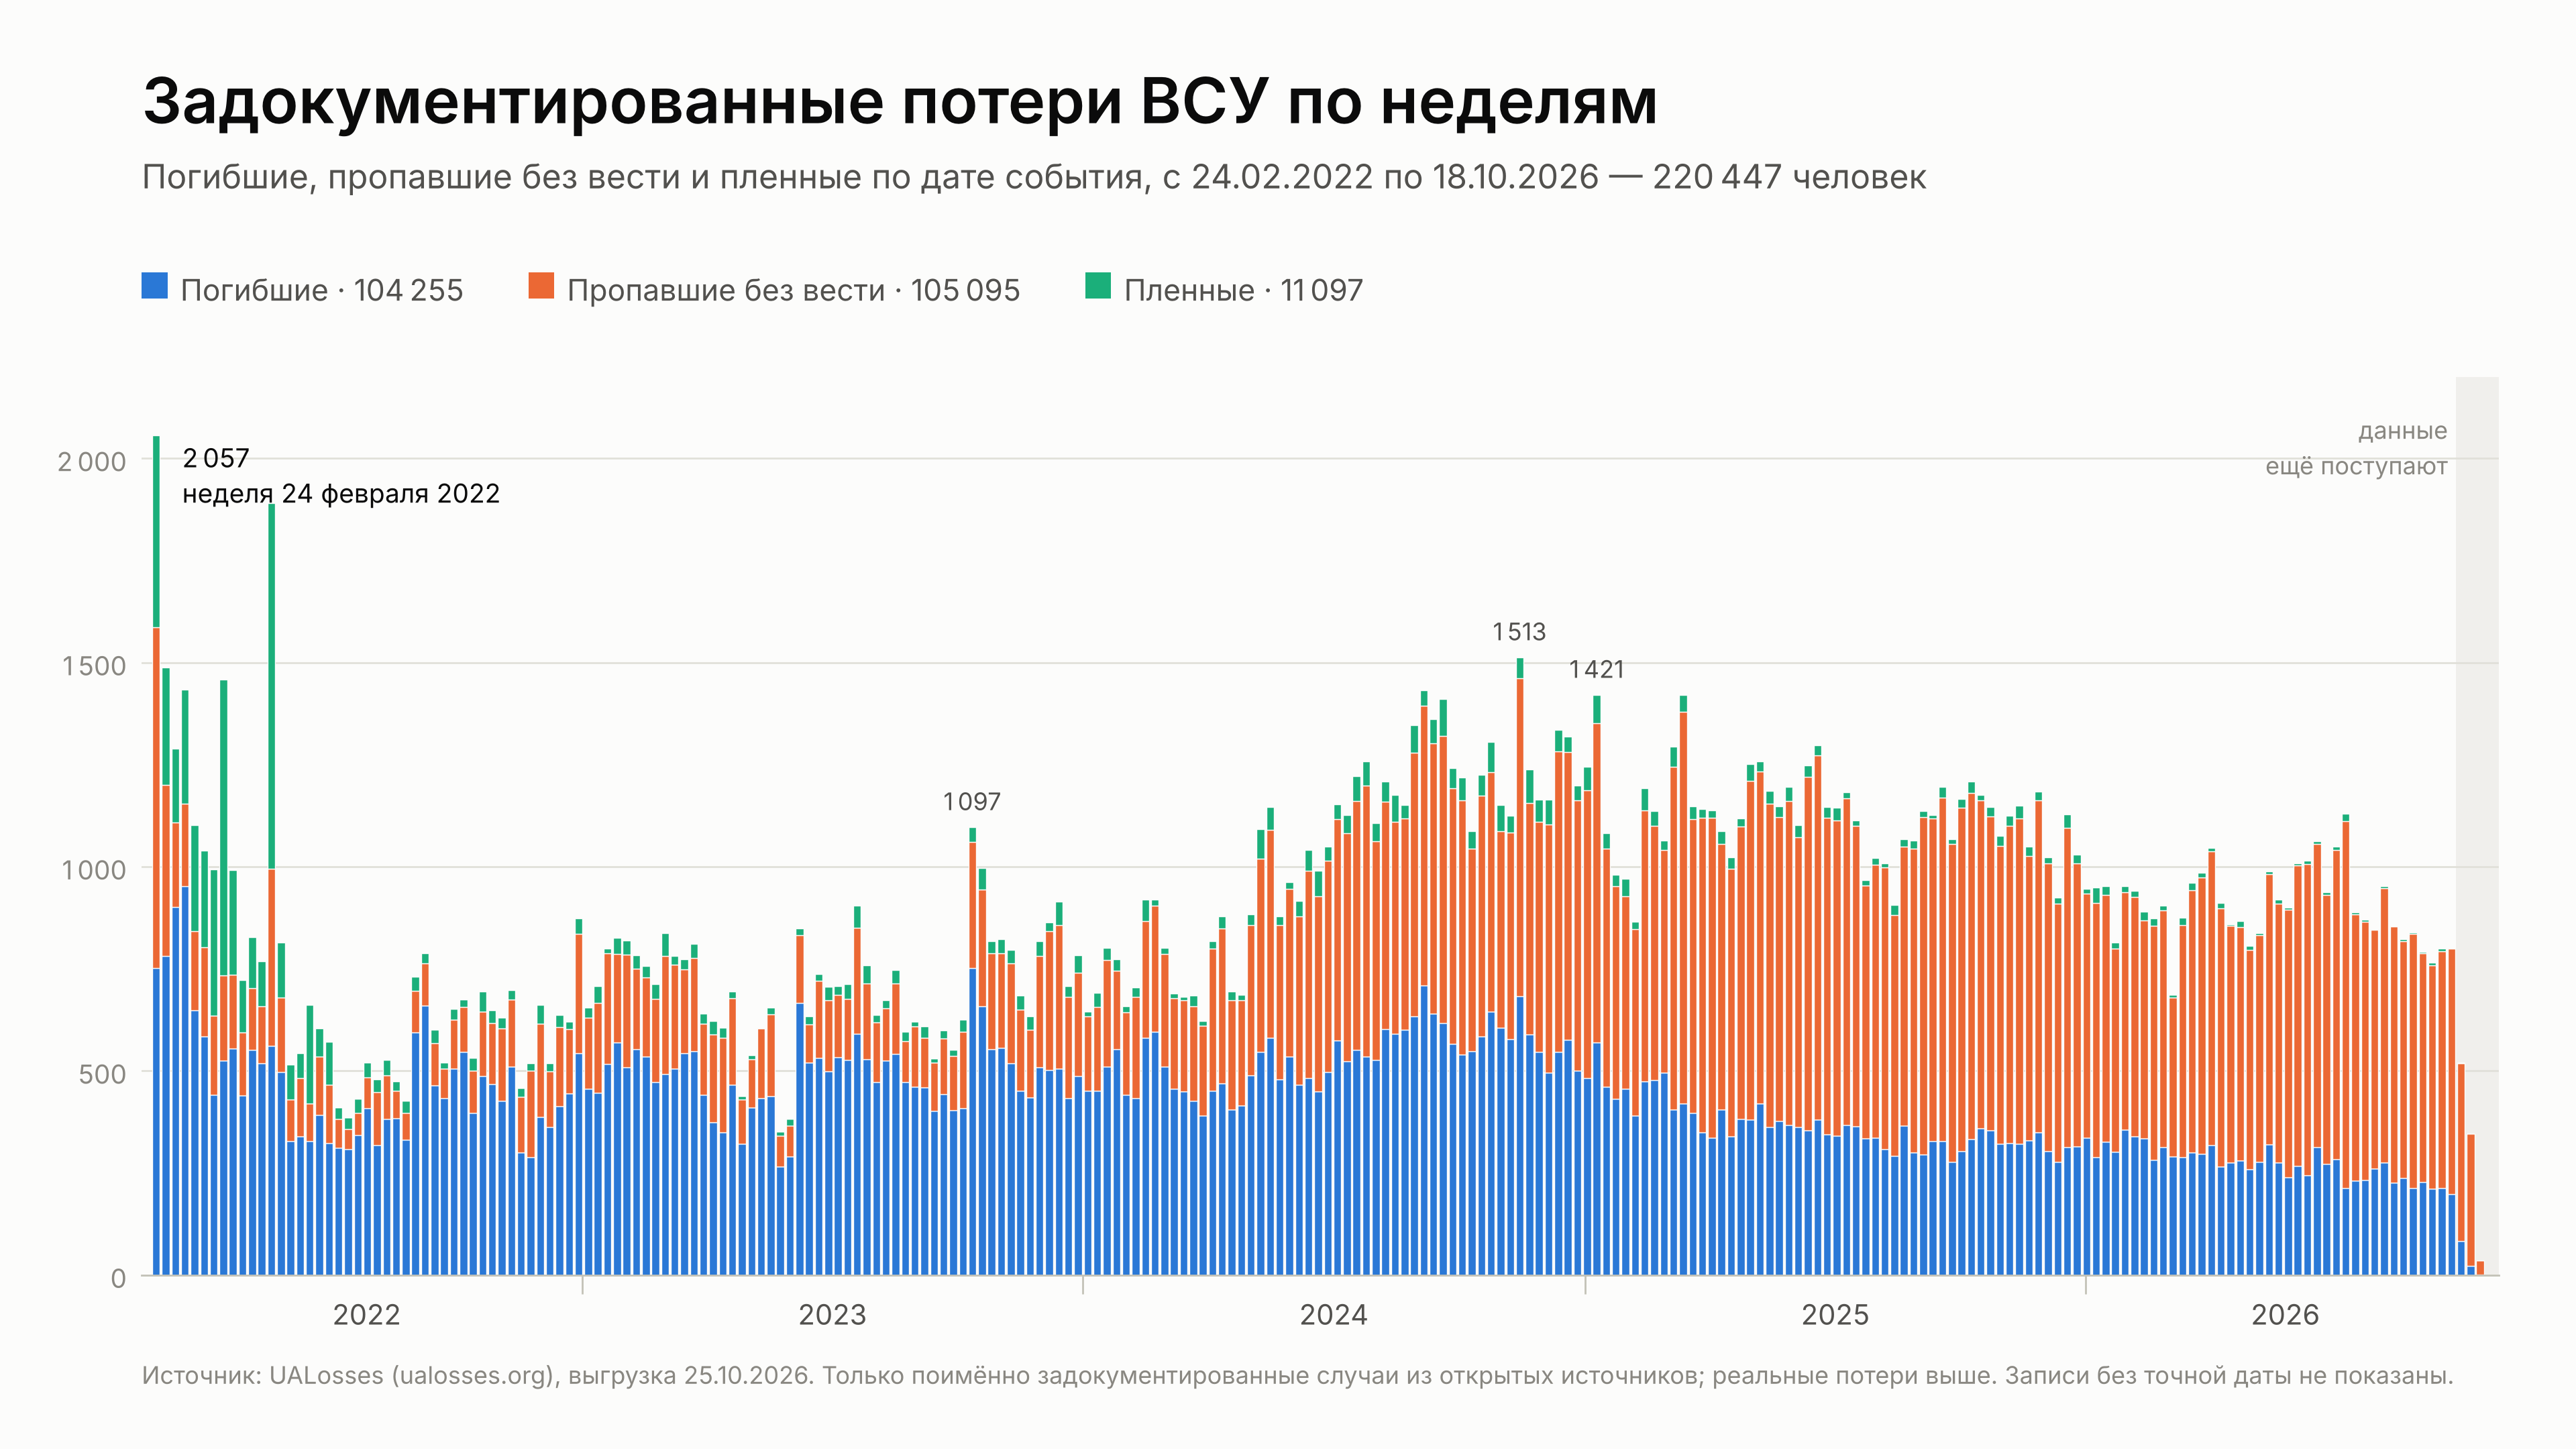 Задокументированные потери ВСУ по неделям
Погибшие, пропавшие без вести и пленные по дате события, с 24.02.2022 по 18.10.2026 — 220 447 человек
Погибшие · 104 255
Пропавшие без вести · 105 095
Пленные · 11 097
данные
ещё поступают
2 057
неделя 24 февраля 2022
1 513
1 421
1 097
2 000
1 500
1 000
500
0
2022
2023
2024
2025
2026
Источник: UALosses (ualosses.org), выгрузка 25.10.2026. Только поимённо задокументированные случаи из открытых источников; реальные потери выше. Записи без точной даты не показаны.